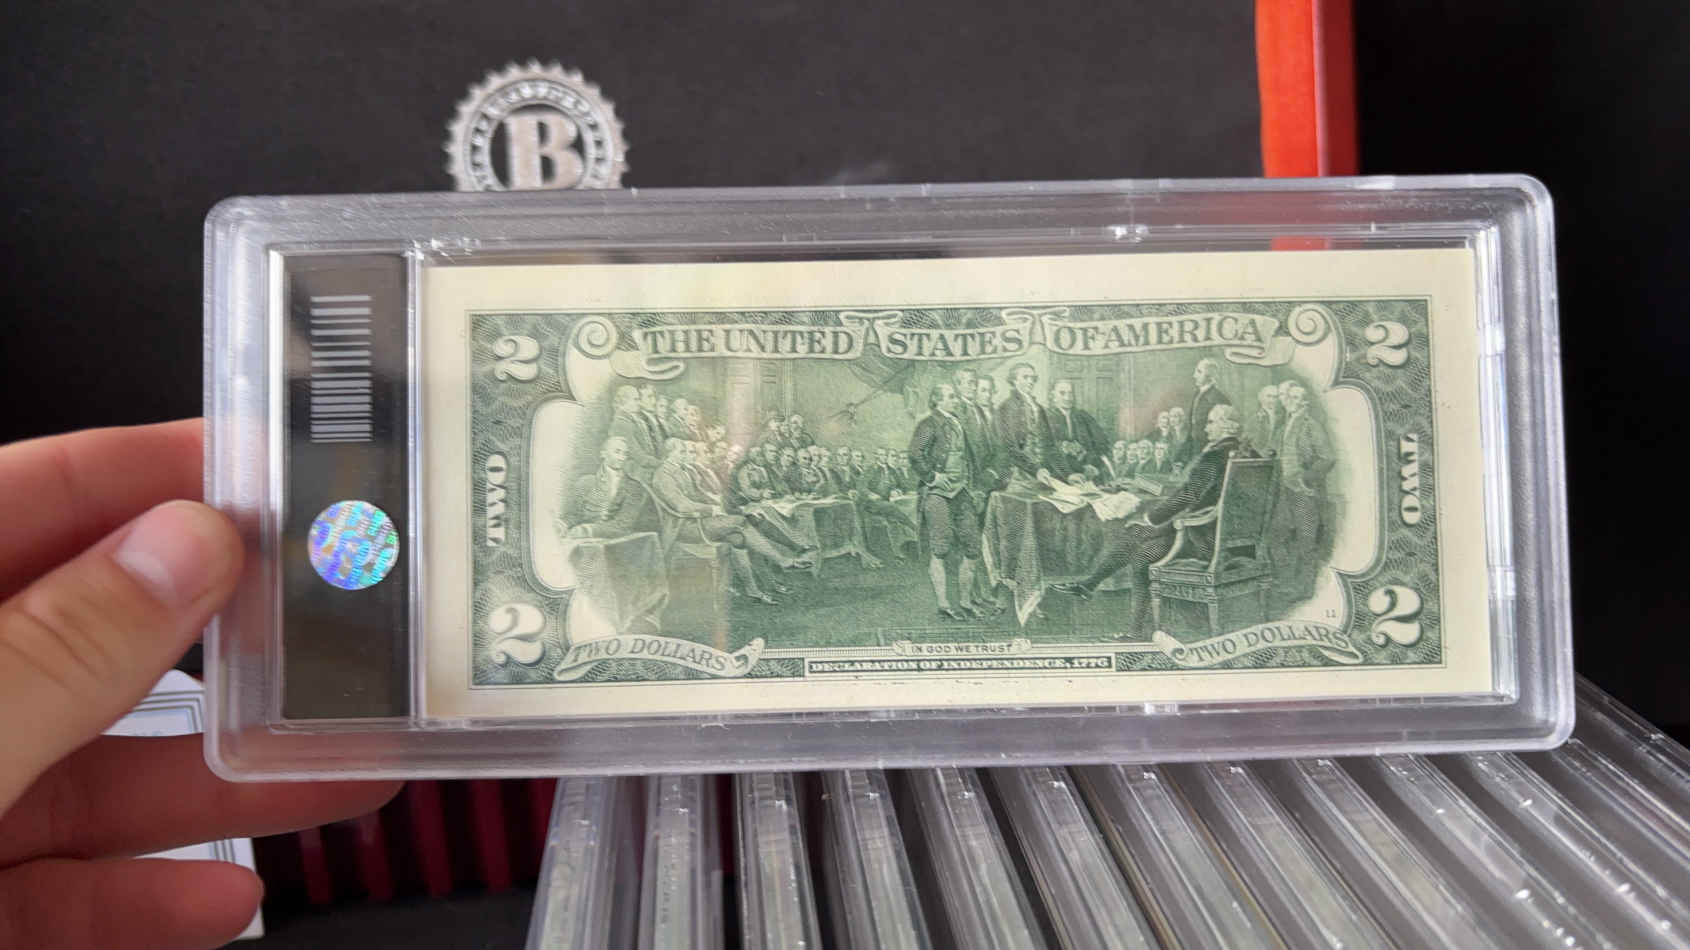 B
THE UNITED STATES OF AMERICA
2 2
TWO TWO
11
2 2
TWO DOLLARS IN GOD WE TRUST TWO DOLLARS
DECLARATION OF INDEPENDENCE, 1776